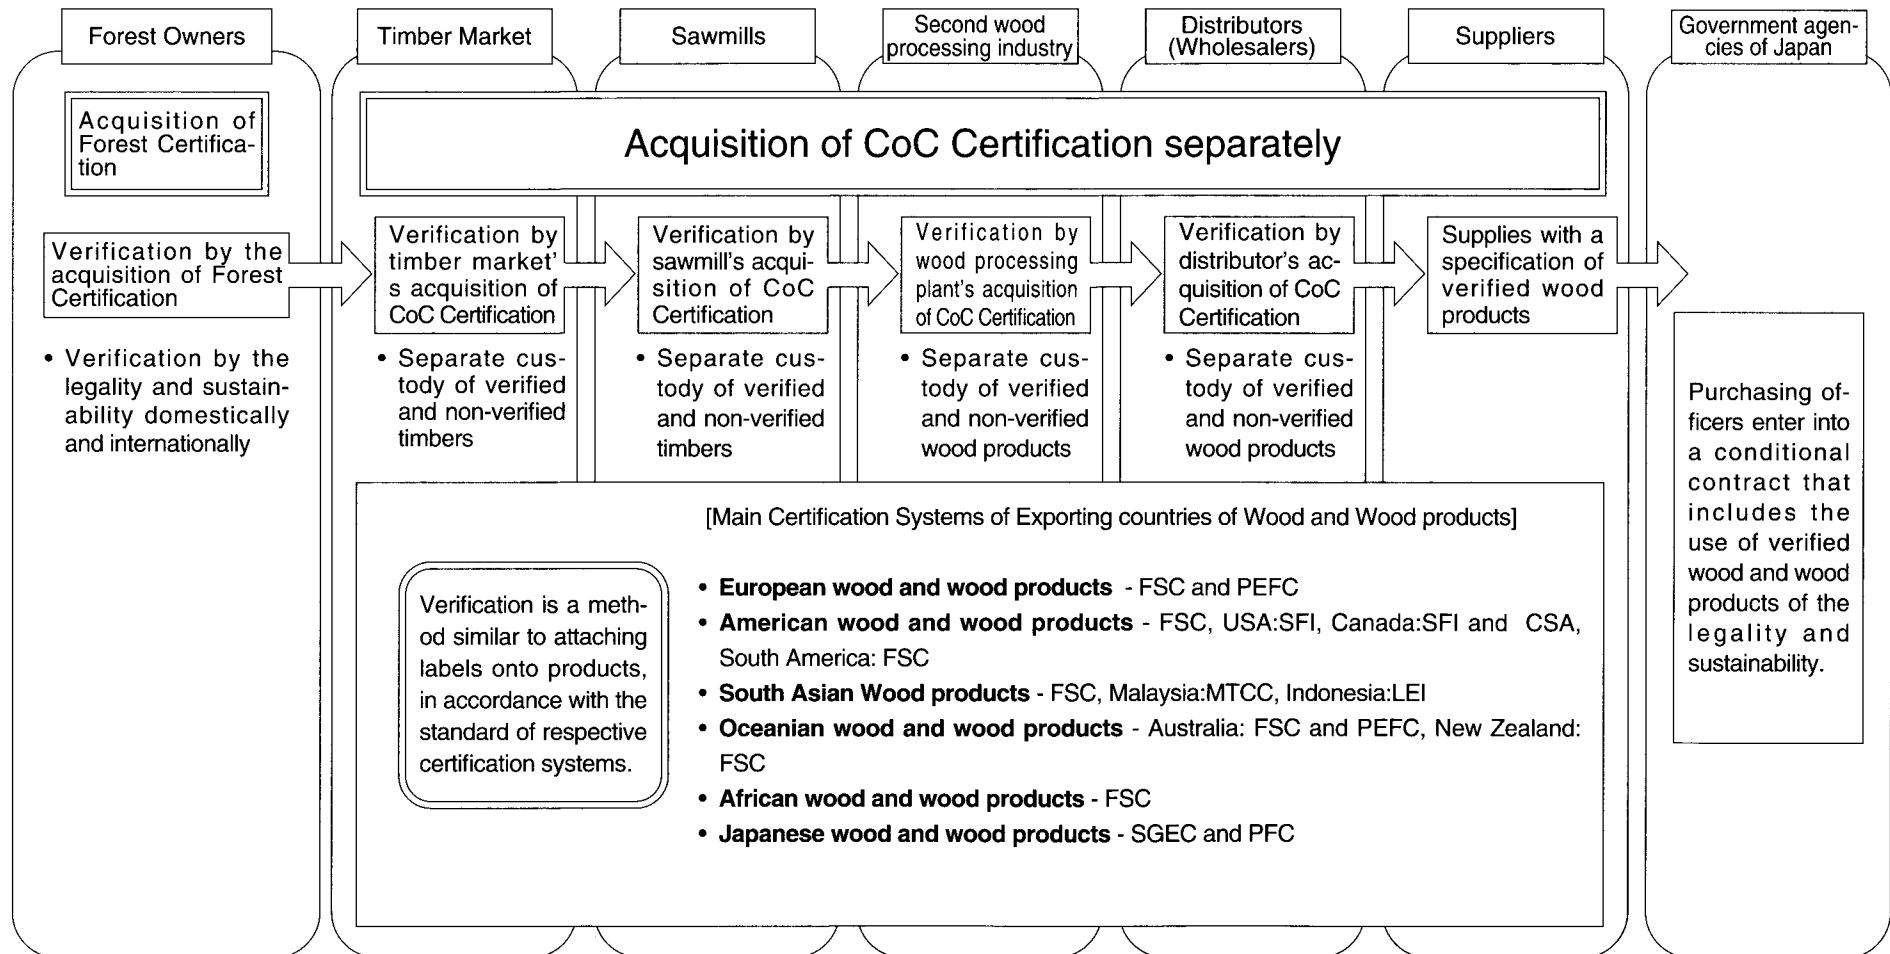 Forest Owners
Timber Market
Sawmills
Second wood
processing industry
Distributors
(Wholesalers)
Suppliers
Government agen-
cies of Japan
Acquisition of
Forest Certifica-
tion
Acquisition of CoC Certification separately
Verification by the
acquisition of Forest
Certification
Verification by
timber market'
s acquisition of
CoC Certification
Verification by
sawmill's acqui-
sition of CoC
Certification
Verification by
wood processing
plant's acquisition
of CoC Certification
Verification by
distributor's ac-
quisition of CoC
Certification
Supplies with a
specification of
verified wood
products
• Verification by the
legality and sustain-
ability domestically
and internationally
• Separate cus-
tody of verified
and non-verified
timbers
• Separate cus-
tody of verified
and non-verified
timbers
• Separate cus-
tody of verified
and non-verified
wood products
• Separate cus-
tody of verified
and non-verified
wood products
Purchasing of-
ficers enter into
a conditional
contract that
includes the
use of verified
wood and wood
products of the
legality and
sustainability.
[Main Certification Systems of Exporting countries of Wood and Wood products]
Verification is a meth-
od similar to attaching
labels onto products,
in accordance with the
standard of respective
certification systems.
• European wood and wood products - FSC and PEFC
• American wood and wood products - FSC, USA:SFI, Canada:SFI and CSA,
South America: FSC
• South Asian Wood products - FSC, Malaysia:MTCC, Indonesia:LEI
• Oceanian wood and wood products - Australia: FSC and PEFC, New Zealand:
FSC
• African wood and wood products - FSC
• Japanese wood and wood products - SGEC and PFC